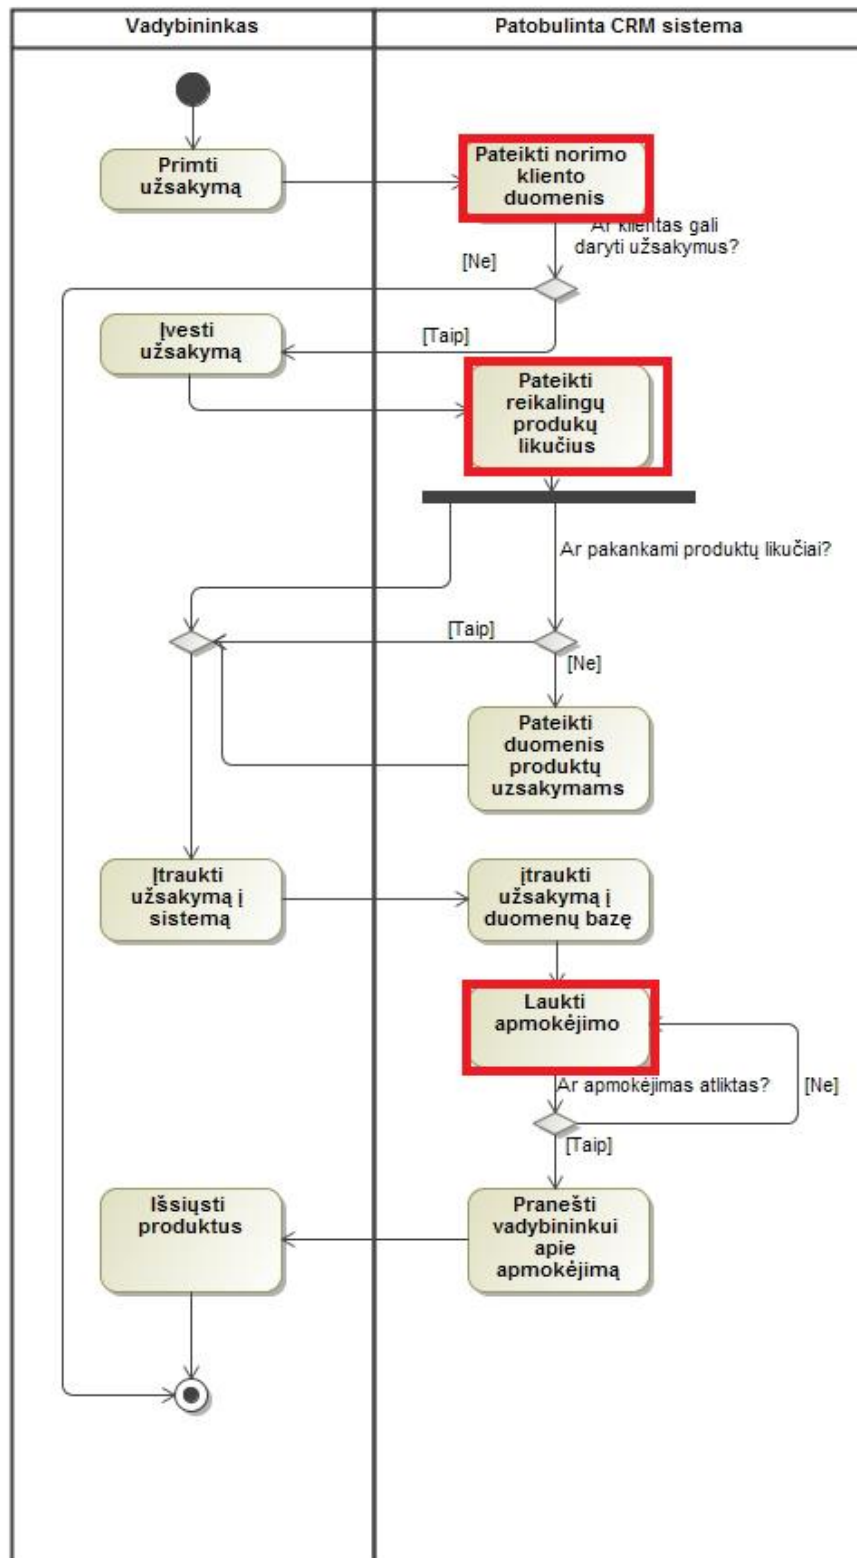 Vadybininkas
Patobulinta CRM sistema
Primti
užsakymą
Pateikti norimo
kliento
duomenis
Ar klientas gali
daryti užsakymus?
[Ne]
Įvesti
užsakymą
[Taip]
Pateikti
reikalingų
produkų
likučius
Ar pakankami produktų likučiai?
[Taip]
[Ne]
Pateikti
duomenis
produktų
uzsakymams
Įtraukti
užsakymą į
sistemą
įtraukti
užsakymą į
duomenų bazę
Laukti
apmokėjimo
Ar apmokėjimas atliktas?
[Ne]
[Taip]
Išsiųsti
produktus
Pranešti
vadybininkui
apie
apmokėjimą